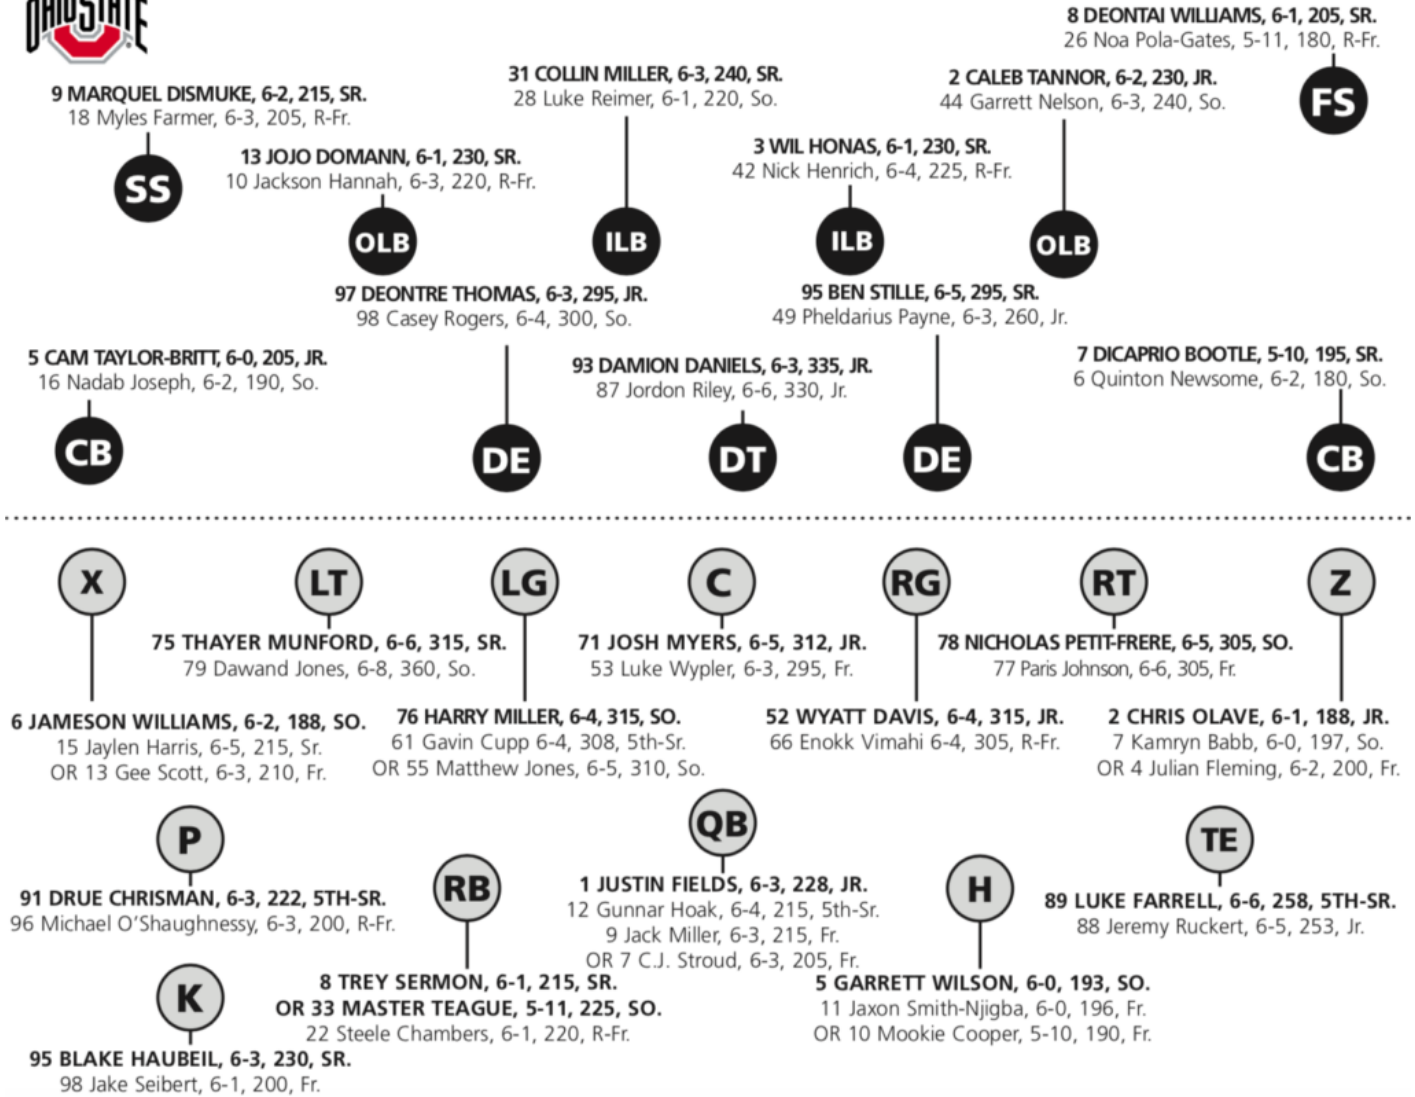 OHIO STATE
8 DEONTAI WILLIAMS, 6-1, 205, SR.
26 Noa Pola-Gates, 5-11, 180, R-Fr.
FS
9 MARQUEL DISMUKE, 6-2, 215, SR.
18 Myles Farmer, 6-3, 205, R-Fr.
SS
31 COLLIN MILLER, 6-3, 240, SR.
28 Luke Reimer, 6-1, 220, So.
ILB
2 CALEB TANNOR, 6-2, 230, JR.
44 Garrett Nelson, 6-3, 240, So.
OLB
13 JOJO DOMANN, 6-1, 230, SR.
10 Jackson Hannah, 6-3, 220, R-Fr.
OLB
3 WIL HONAS, 6-1, 230, SR.
42 Nick Henrich, 6-4, 225, R-Fr.
ILB
97 DEONTRE THOMAS, 6-3, 295, JR.
98 Casey Rogers, 6-4, 300, So.
DE
95 BEN STILLE, 6-5, 295, SR.
49 Pheldarius Payne, 6-3, 260, Jr.
DE
5 CAM TAYLOR-BRITT, 6-0, 205, JR.
16 Nadab Joseph, 6-2, 190, So.
CB
93 DAMION DANIELS, 6-3, 335, JR.
87 Jordon Riley, 6-6, 330, Jr.
DT
7 DICAPRIO BOOTLE, 5-10, 195, SR.
6 Quinton Newsome, 6-2, 180, So.
CB
X
6 JAMESON WILLIAMS, 6-2, 188, SO.
15 Jaylen Harris, 6-5, 215, Sr.
OR 13 Gee Scott, 6-3, 210, Fr.
LT
75 THAYER MUNFORD, 6-6, 315, SR.
79 Dawand Jones, 6-8, 360, So.
LG
76 HARRY MILLER, 6-4, 315, SO.
61 Gavin Cupp 6-4, 308, 5th-Sr.
OR 55 Matthew Jones, 6-5, 310, So.
C
71 JOSH MYERS, 6-5, 312, JR.
53 Luke Wypler, 6-3, 295, Fr.
RG
52 WYATT DAVIS, 6-4, 315, JR.
66 Enokk Vimahi 6-4, 305, R-Fr.
RT
78 NICHOLAS PETIT-FRERE, 6-5, 305, SO.
77 Paris Johnson, 6-6, 305, Fr.
Z
2 CHRIS OLAVE, 6-1, 188, JR.
7 Kamryn Babb, 6-0, 197, So.
OR 4 Julian Fleming, 6-2, 200, Fr.
P
91 DRUE CHRISMAN, 6-3, 222, 5TH-SR.
96 Michael O'Shaughnessy, 6-3, 200, R-Fr.
RB
8 TREY SERMON, 6-1, 215, SR.
OR 33 MASTER TEAGUE, 5-11, 225, SO.
22 Steele Chambers, 6-1, 220, R-Fr.
QB
1 JUSTIN FIELDS, 6-3, 228, JR.
12 Gunnar Hoak, 6-4, 215, 5th-Sr.
9 Jack Miller, 6-3, 215, Fr.
OR 7 C.J. Stroud, 6-3, 205, Fr.
H
5 GARRETT WILSON, 6-0, 193, SO.
11 Jaxon Smith-Njigba, 6-0, 196, Fr.
OR 10 Mookie Cooper, 5-10, 190, Fr.
TE
89 LUKE FARRELL, 6-6, 258, 5TH-SR.
88 Jeremy Ruckert, 6-5, 253, Jr.
K
95 BLAKE HAUBEIL, 6-3, 230, SR.
98 Jake Seibert, 6-1, 200, Fr.